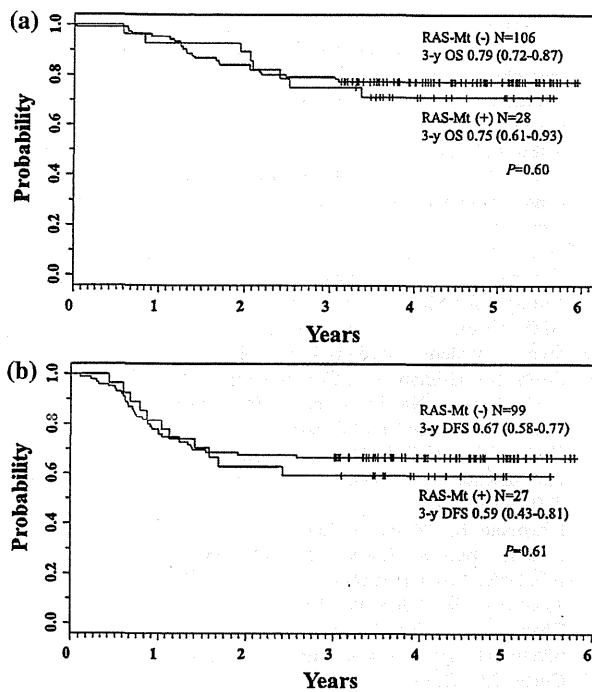 (a)
RAS-Mt (-) N=106
3-y OS 0.79 (0.72-0.87)
RAS-Mt (+) N=28
3-y OS 0.75 (0.61-0.93)
P=0.60
Probability
1.0
0.8
0.6
0.4
0.2
0.0
0 1 2 3 4 5 6
Years
(b)
RAS-Mt (-) N=99
3-y DFS 0.67 (0.58-0.77)
RAS-Mt (+) N=27
3-y DFS 0.59 (0.43-0.81)
P=0.61
Probability
1.0
0.8
0.6
0.4
0.2
0.0
0 1 2 3 4 5 6
Years